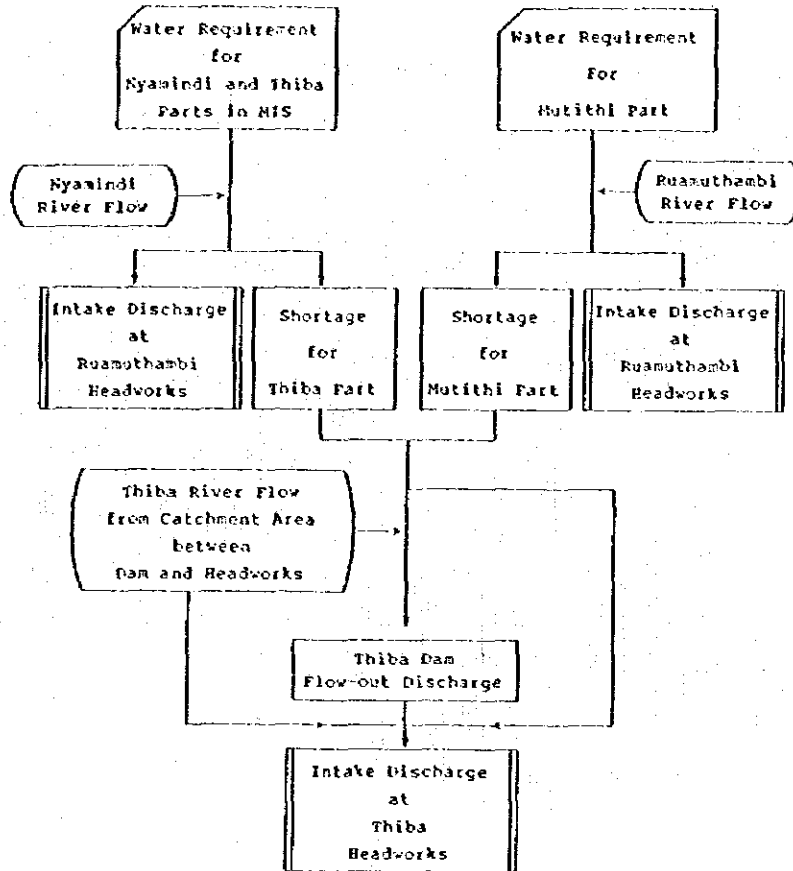 Water Requirement
for
Nyamindi and Thiba
Parts in MIS
Water Requirement
For
Mutithi Part
Nyamindi
River Flow
Ruamuthambi
River Flow
Intake Discharge
at
Ruamuthambi
Headworks
Shortage
for
Thiba Part
Shortage
for
Mutithi Part
Intake Discharge
at
Ruamuthambi
Headworks
Thiba River Flow
from Catchment Area
between
Dam and Headworks
Thiba Dam
Flow-out Discharge
Intake Discharge
at
Thiba
Headworks